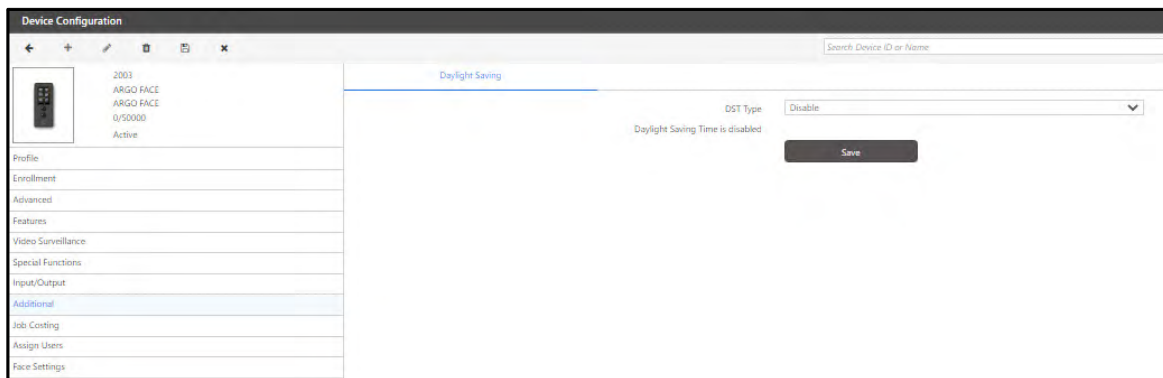 Device Configuration
Search Device ID or Name
2003
ARGO FACE
ARGO FACE
0/50000
Active
Profile
Enrollment
Advanced
Features
Video Surveillance
Special Functions
Input/Output
Additional
Job Costing
Assign Users
Face Settings
Daylight Saving
DST Type Disable
Daylight Saving Time is disabled
Save